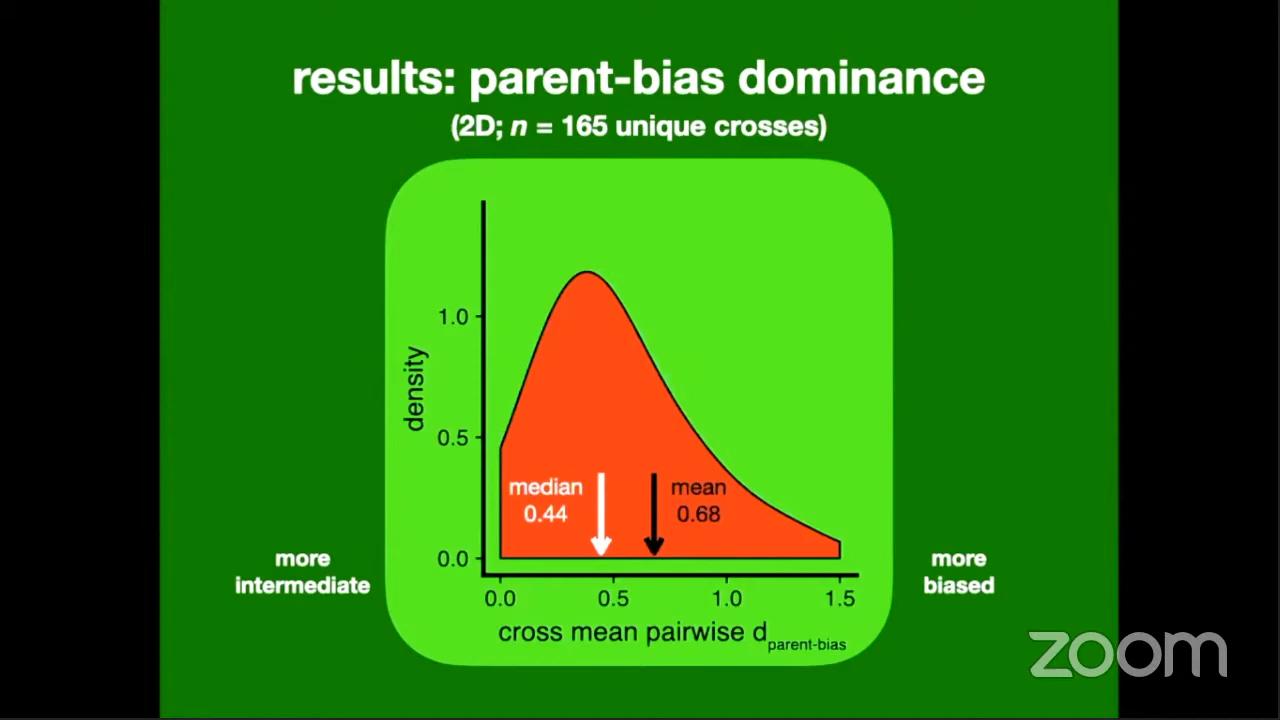 results: parent-bias dominance
(2D; n = 165 unique crosses)
density
1.0
0.5
0.0
median
0.44
mean
0.68
0.0 0.5 1.0 1.5
cross mean pairwise d parent-bias
more
intermediate
more
biased
zoom